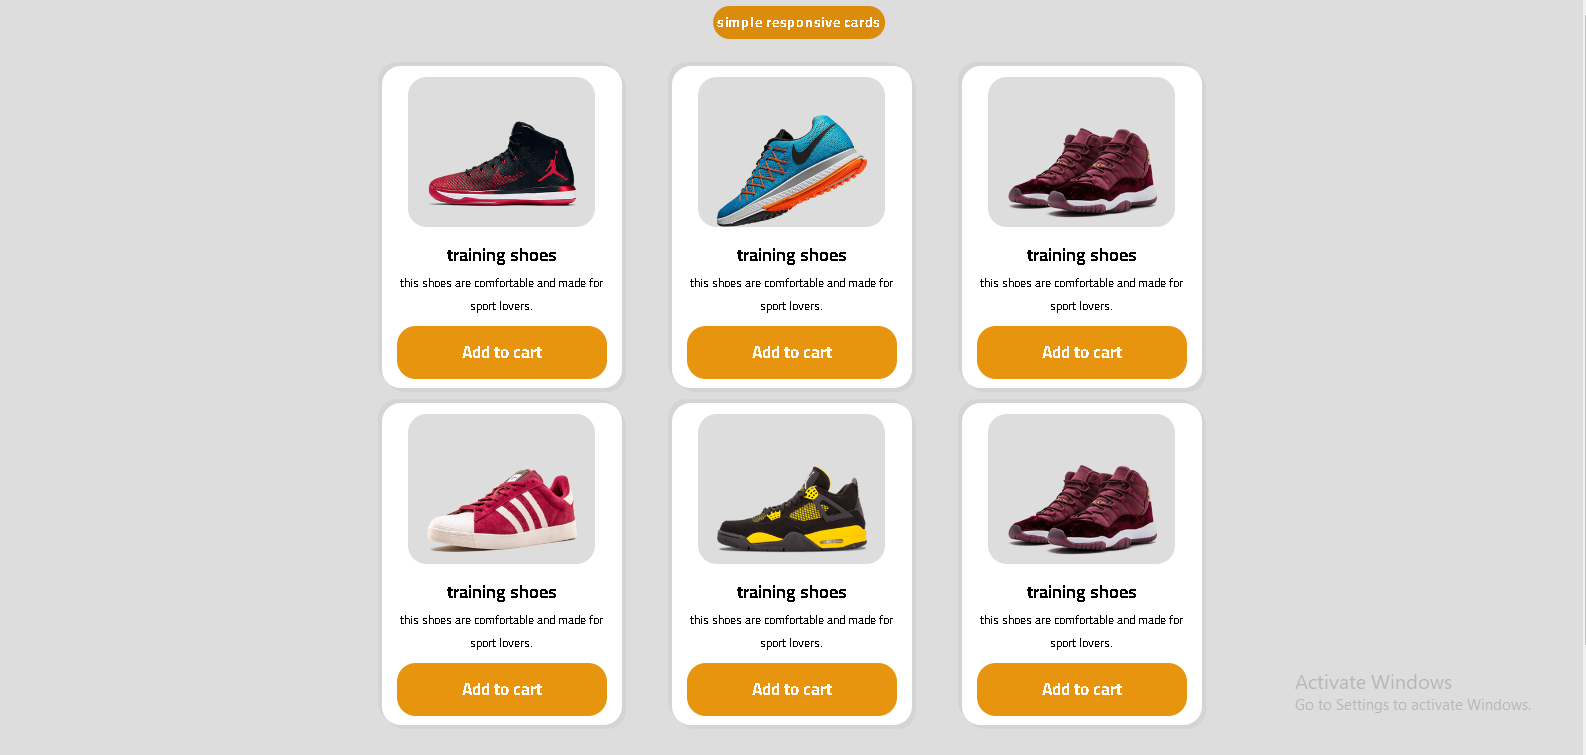 simple responsive cards
training shoes
this shoes are comfortable and made for
sport lovers.
Add to cart
training shoes
this shoes are comfortable and made for
sport lovers.
Add to cart
training shoes
this shoes are comfortable and made for
sport lovers.
Add to cart
training shoes
this shoes are comfortable and made for
sport lovers.
Add to cart
training shoes
this shoes are comfortable and made for
sport lovers.
Add to cart
training shoes
this shoes are comfortable and made for
sport lovers.
Add to cart
Activate Windows
Go to Settings to activate Windows.